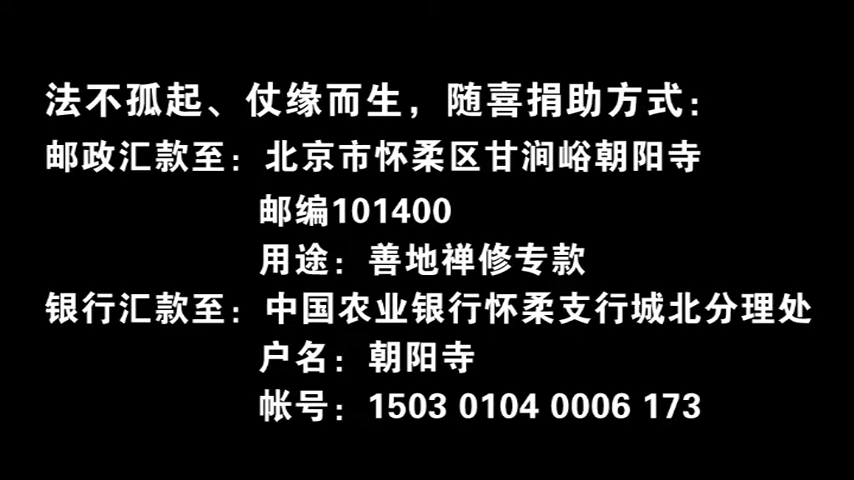 法不孤起、仗缘而生，随喜捐助方式：
邮政汇款至：北京市怀柔区甘涧峪朝阳寺
邮编101400
用途：善地禅修专款
银行汇款至：中国农业银行怀柔支行城北分理处
户名：朝阳寺
帐号：1503 0104 0006 173